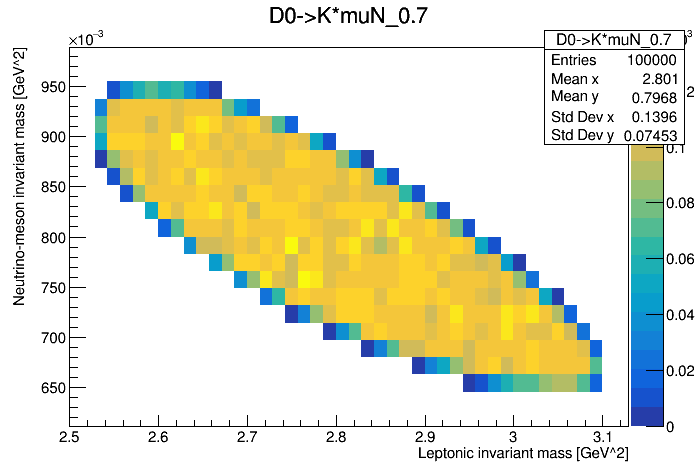 D0->K*muN_0.7
×10⁻³
D0->K*muN_0.7
Entries 100000
Mean x 2.801
Mean y 0.7968
Std Dev x 0.1396
Std Dev y 0.07453
Neutrino-meson invariant mass [GeV^2]
950
900
850
800
750
700
650
2.5 2.6 2.7 2.8 2.9 3 3.1
Leptonic invariant mass [GeV^2]
0.1
0.08
0.06
0.04
0.02
0